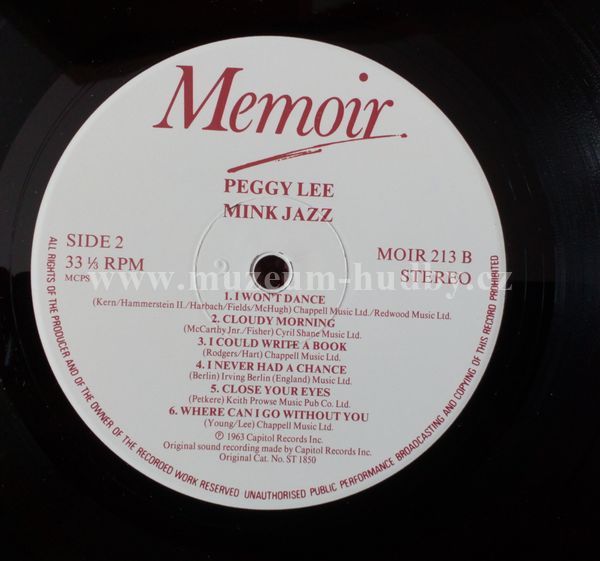 Memoir
PEGGY LEE
MINK JAZZ
SIDE 2
33 ⅓ RPM
MCPS
MOIR 213 B
STEREO
www.muzeum-hudby.cz
1. I WON'T DANCE
(Kern/Hammerstein II./Harbach/Fields/McHugh) Chappell Music Ltd./Redwood Music Ltd.
2. CLOUDY MORNING
(McCarthy Jnr./Fisher) Cyril Shane Music Ltd.
3. I COULD WRITE A BOOK
(Rodgers/Hart) Chappell Music Ltd.
4. I NEVER HAD A CHANCE
(Berlin) Irving Berlin (England) Music Ltd.
5. CLOSE YOUR EYES
(Petkere) Keith Prowse Music Pub Co. Ltd.
6. WHERE CAN I GO WITHOUT YOU
(Young/Lee) Chappell Music Ltd.
℗ 1963 Capitol Records Inc.
Original sound recording made by Capitol Records Inc.
Original Cat. No. ST 1850
ALL RIGHTS OF THE PRODUCER AND OF THE OWNER OF THE RECORDED WORK RESERVED UNAUTHORISED PUBLIC PERFORMANCE BROADCASTING AND COPYING OF THIS RECORD PROHIBITED